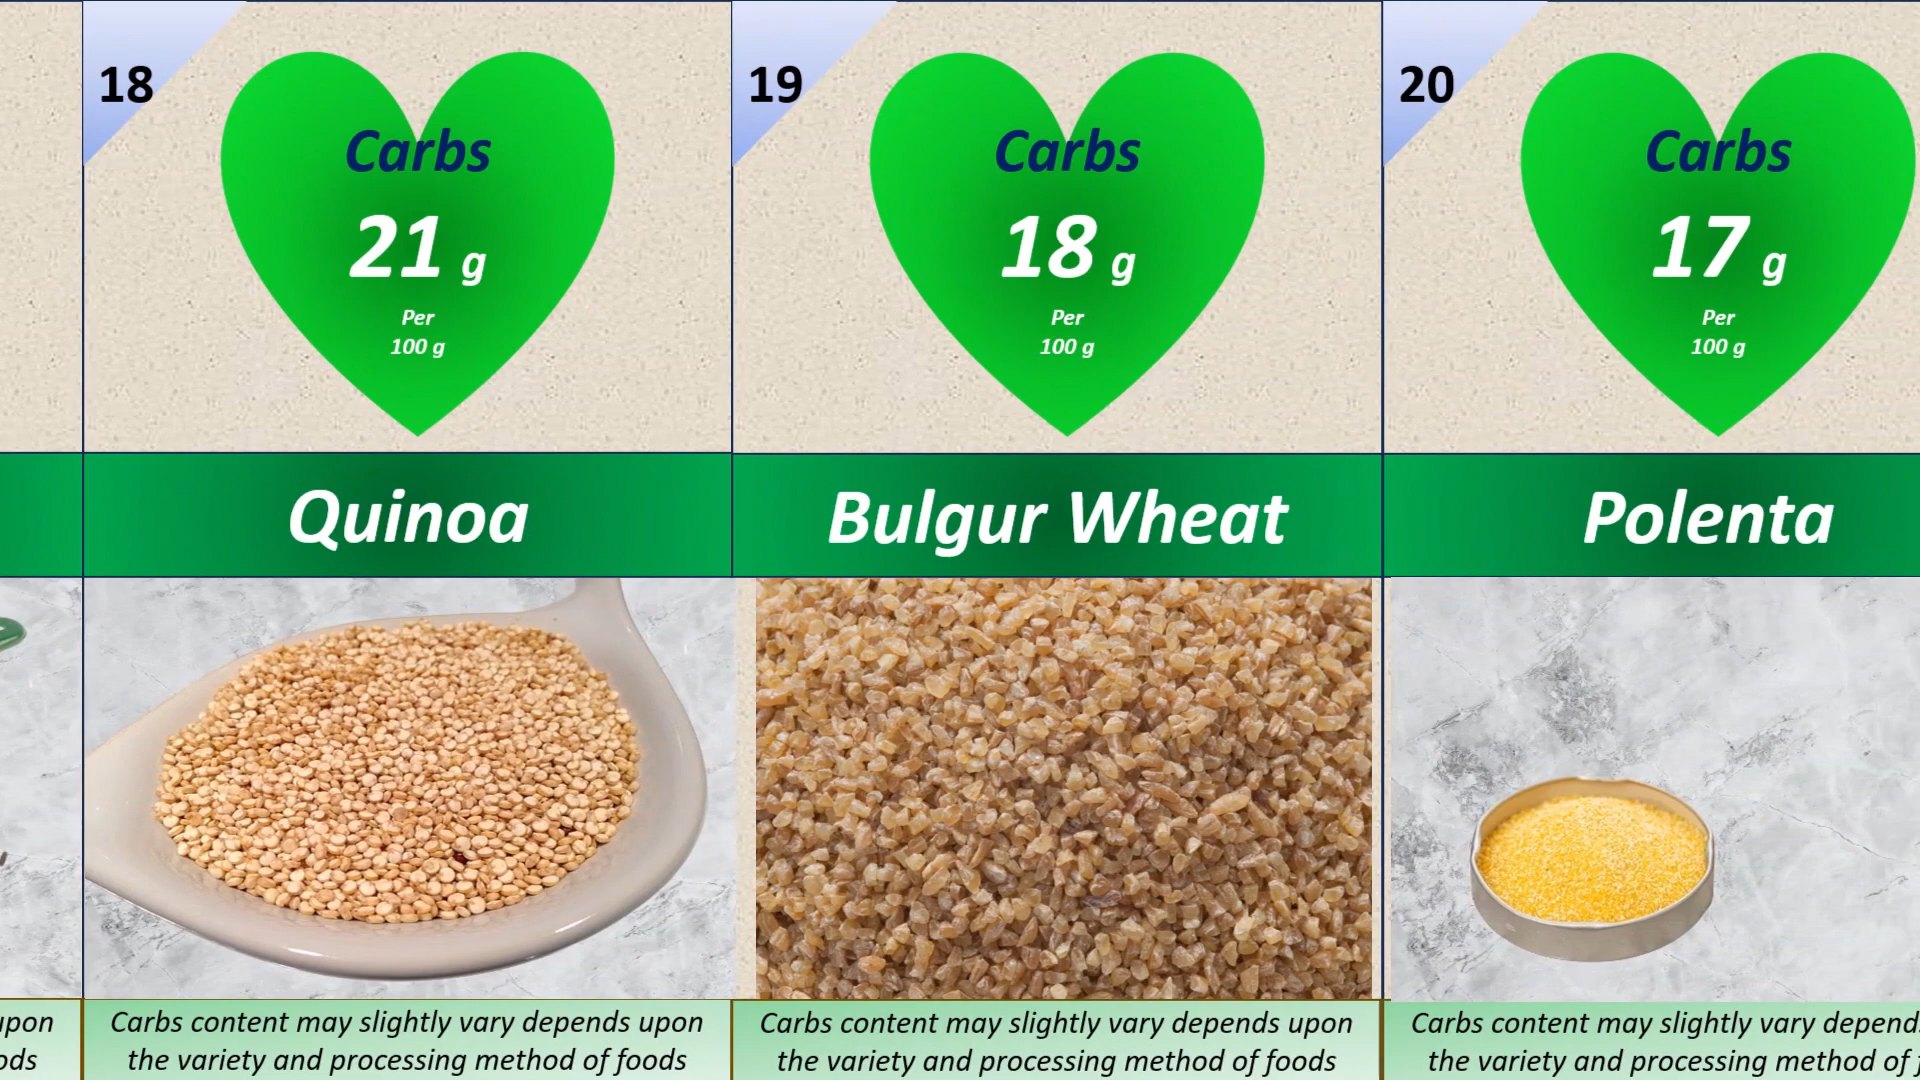 18
Carbs
21 g
Per
100 g
Quinoa
Carbs content may slightly vary depends upon
the variety and processing method of foods
19
Carbs
18 g
Per
100 g
Bulgur Wheat
Carbs content may slightly vary depends upon
the variety and processing method of foods
20
Carbs
17 g
Per
100 g
Polenta
Carbs content may slightly vary depend
the variety and processing method of